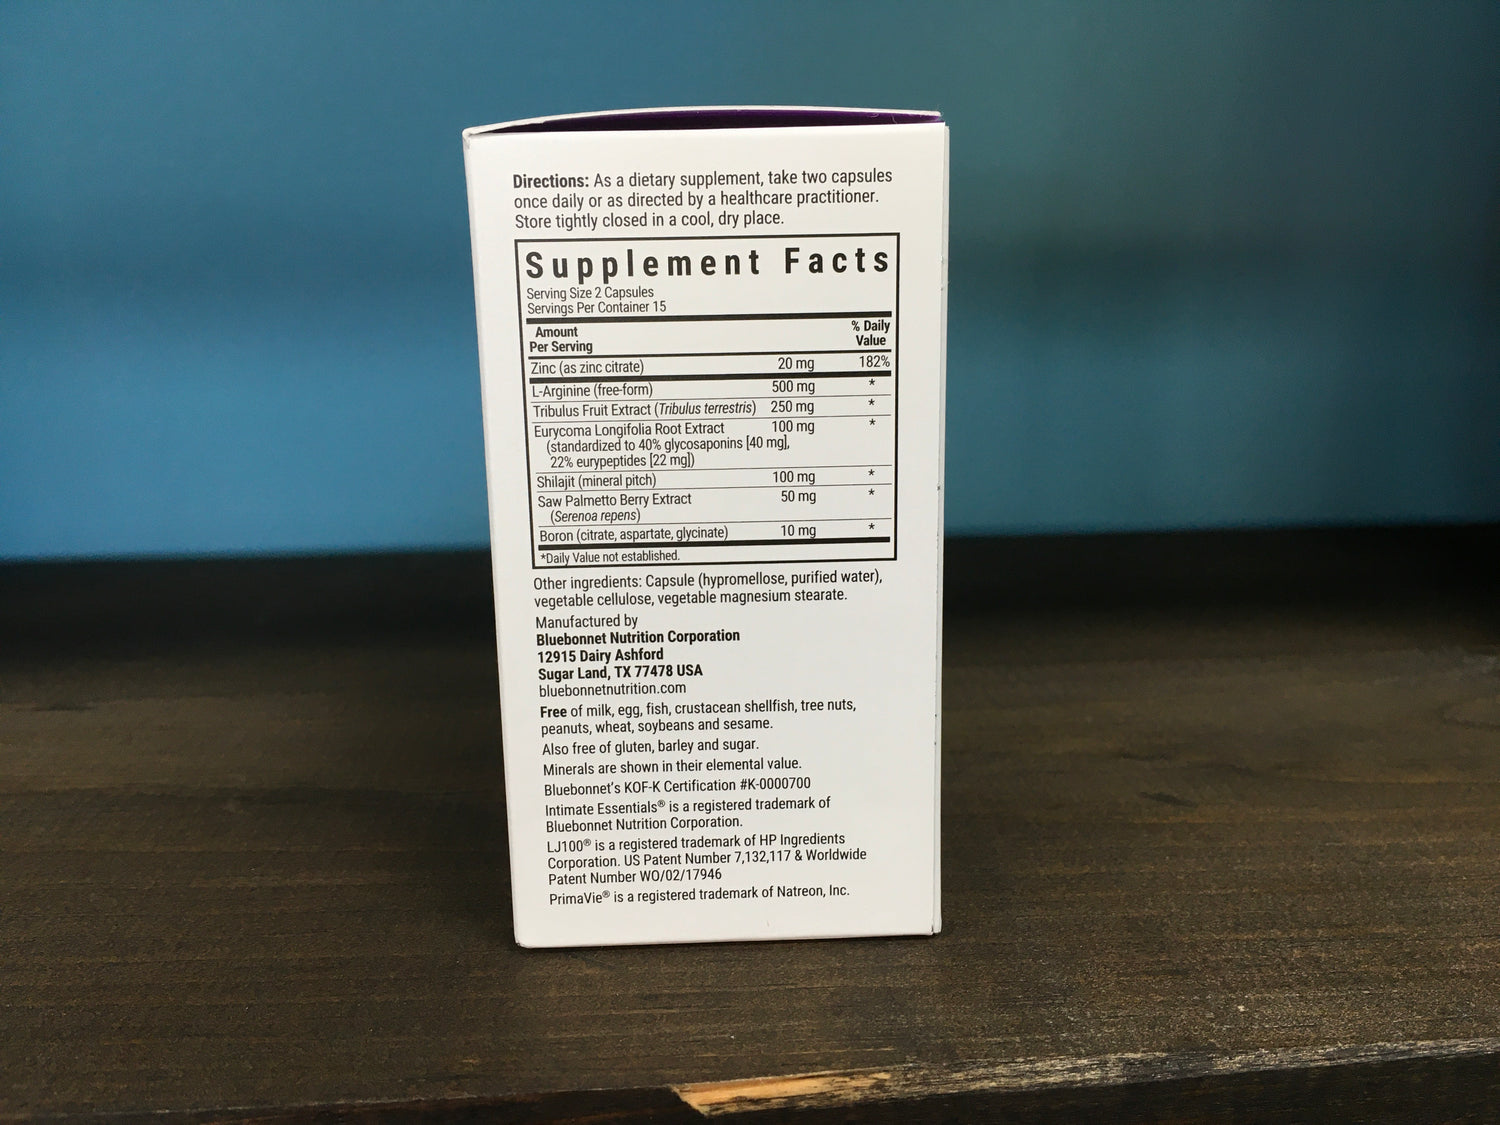 Directions: As a dietary supplement, take two capsules
once daily or as directed by a healthcare practitioner.
Store tightly closed in a cool, dry place.
Supplement Facts
Serving Size 2 Capsules
Servings Per Container 15
Amount Per Serving % Daily Value
Zinc (as zinc citrate) 20 mg 182%
L-Arginine (free-form) 500 mg *
Tribulus Fruit Extract (Tribulus terrestris) 250 mg *
Eurycoma Longifolia Root Extract 100 mg *
(standardized to 40% glycosaponins [40 mg],
22% eurypeptides [22 mg])
Shilajit (mineral pitch) 100 mg *
Saw Palmetto Berry Extract 50 mg *
(Serenoa repens)
Boron (citrate, aspartate, glycinate) 10 mg *
*Daily Value not established.
Other ingredients: Capsule (hypromellose, purified water),
vegetable cellulose, vegetable magnesium stearate.
Manufactured by
Bluebonnet Nutrition Corporation
12915 Dairy Ashford
Sugar Land, TX 77478 USA
bluebonnetnutrition.com
Free of milk, egg, fish, crustacean shellfish, tree nuts,
peanuts, wheat, soybeans and sesame.
Also free of gluten, barley and sugar.
Minerals are shown in their elemental value.
Bluebonnet's KOF-K Certification #K-0000700
Intimate Essentials® is a registered trademark of
Bluebonnet Nutrition Corporation.
LJ100® is a registered trademark of HP Ingredients
Corporation. US Patent Number 7,132,117 & Worldwide
Patent Number WO/02/17946
PrimaVie® is a registered trademark of Natreon, Inc.